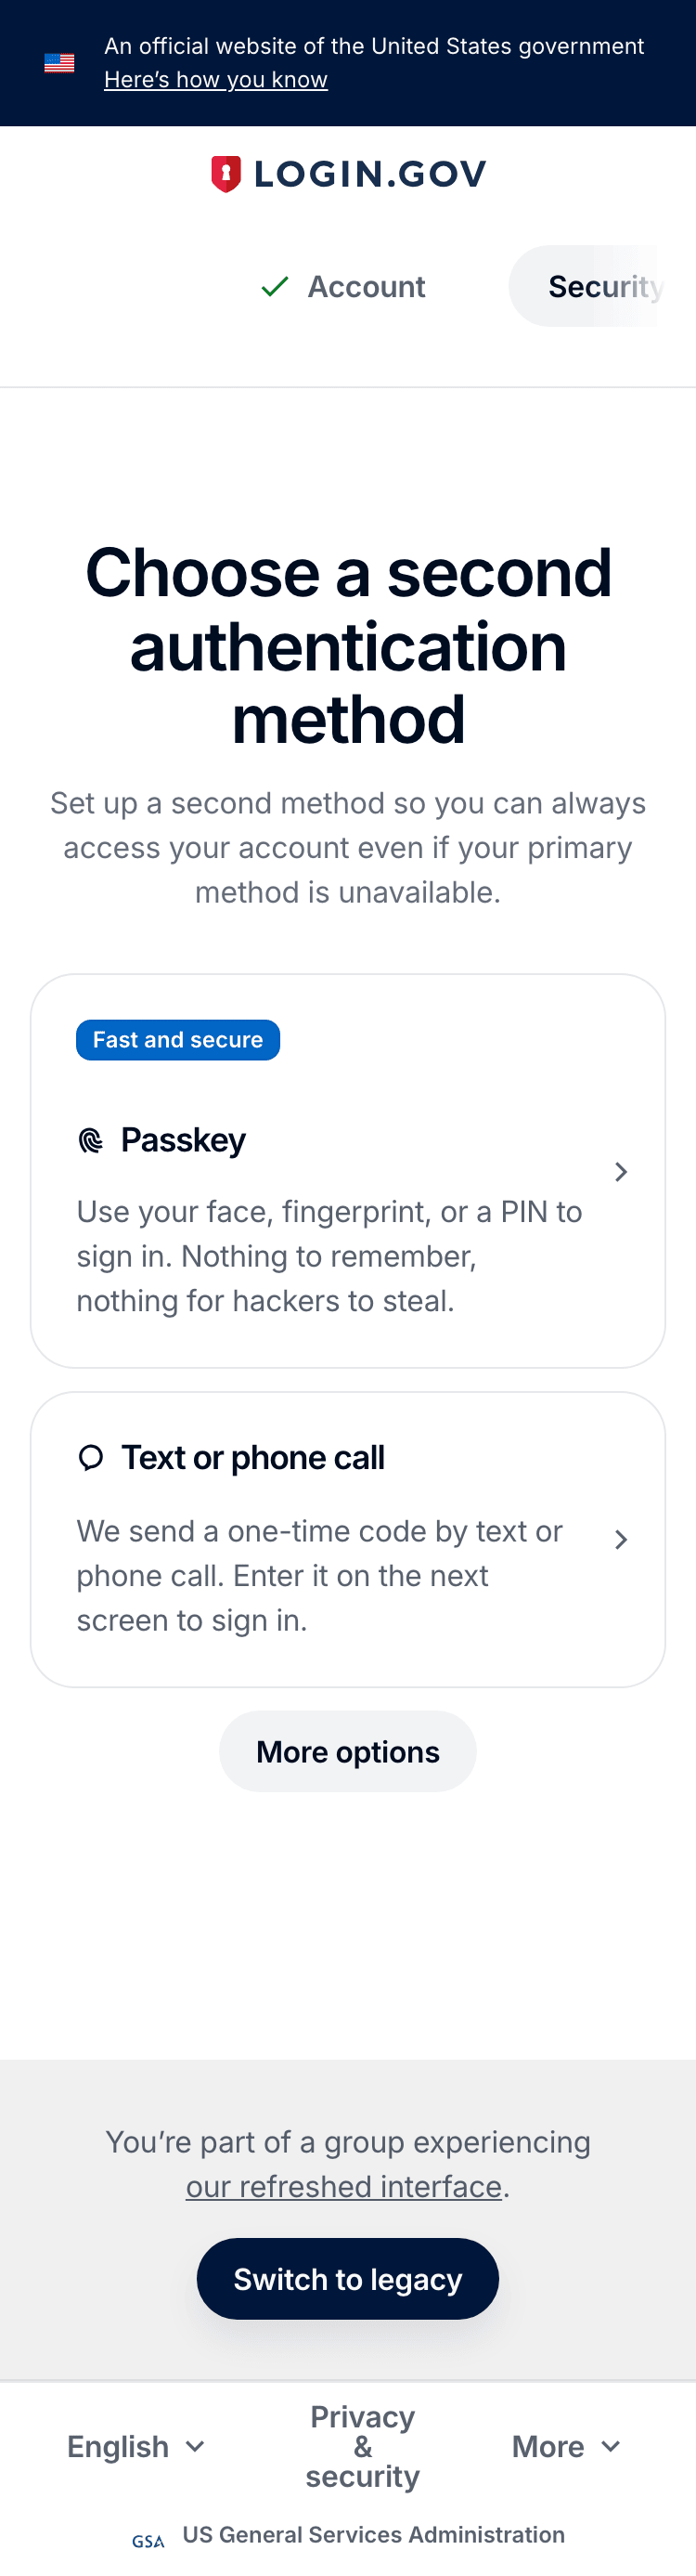 An official website of the United States government
Here’s how you know
LOGIN.GOV
Account
Security
Choose a second
authentication
method
Set up a second method so you can always
access your account even if your primary
method is unavailable.
Fast and secure
Passkey
Use your face, fingerprint, or a PIN to
sign in. Nothing to remember,
nothing for hackers to steal.
Text or phone call
We send a one-time code by text or
phone call. Enter it on the next
screen to sign in.
More options
You’re part of a group experiencing
our refreshed interface.
Switch to legacy
English
Privacy
&
security
More
GSA
US General Services Administration